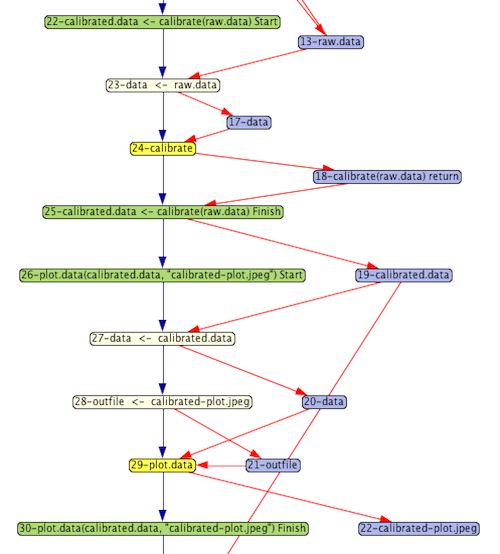 22-calibrated.data <- calibrate(raw.data) Start
13-raw.data
23-data <- raw.data
17-data
24-calibrate
18-calibrate(raw.data) return
25-calibrated.data <- calibrate(raw.data) Finish
26-plot.data(calibrated.data, "calibrated-plot.jpeg") Start
19-calibrated.data
27-data <- calibrated.data
28-outfile <- calibrated-plot.jpeg
20-data
29-plot.data
21-outfile
30-plot.data(calibrated.data, "calibrated-plot.jpeg") Finish
22-calibrated-plot.jpeg